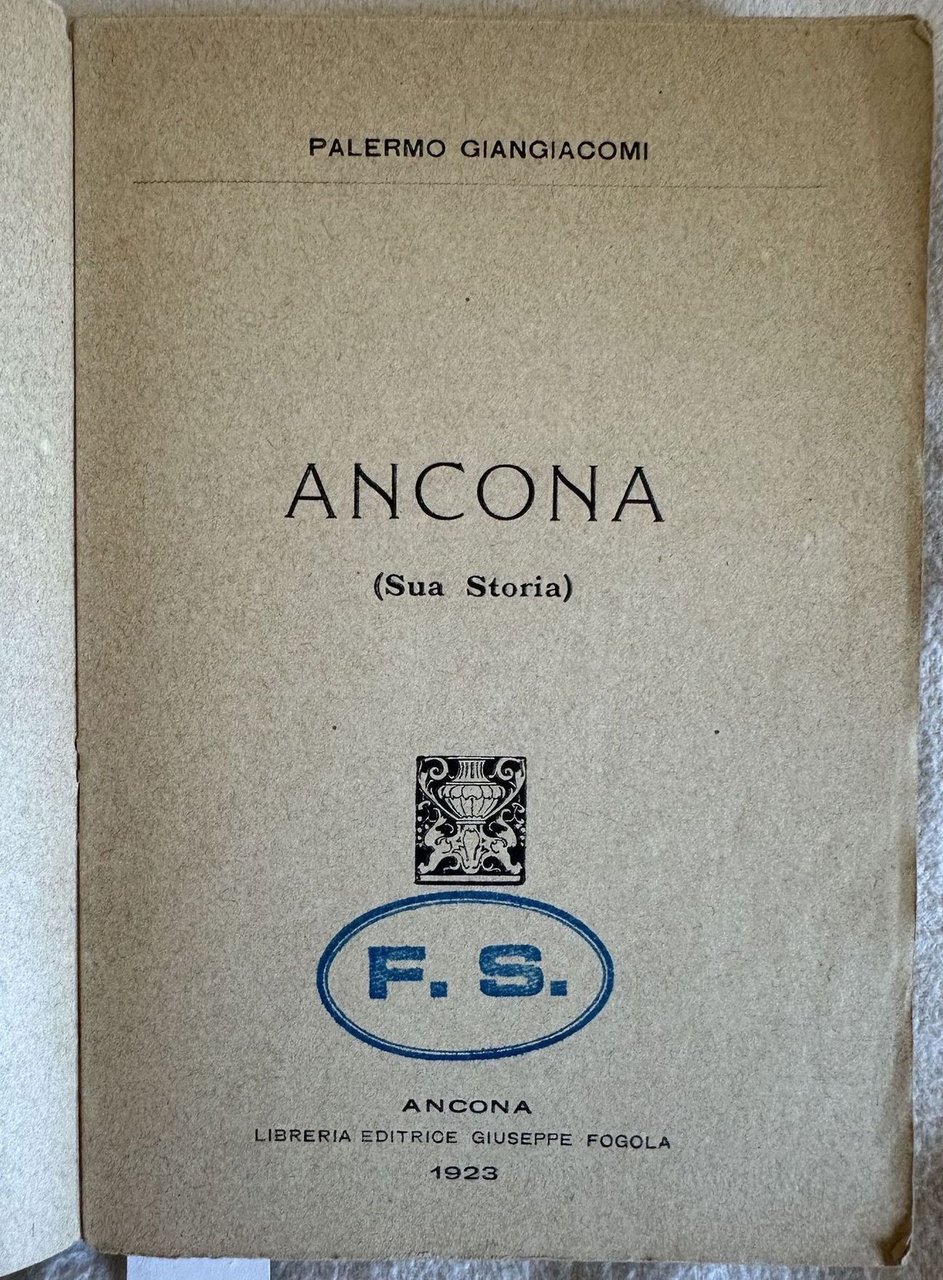 PALERMO GIANGIACOMI
ANCONA
(Sua Storia)
F. S.
ANCONA
LIBRERIA EDITRICE GIUSEPPE FOGOLA
1923